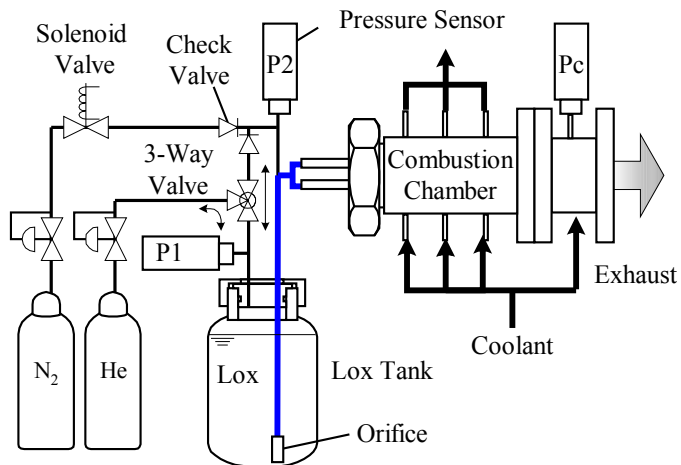 Solenoid
Valve
Check
Valve
P2
Pressure Sensor
Pc
3-Way
Valve
Combustion
Chamber
P1
Exhaust
Coolant
N₂
He
Lox
Lox Tank
Orifice